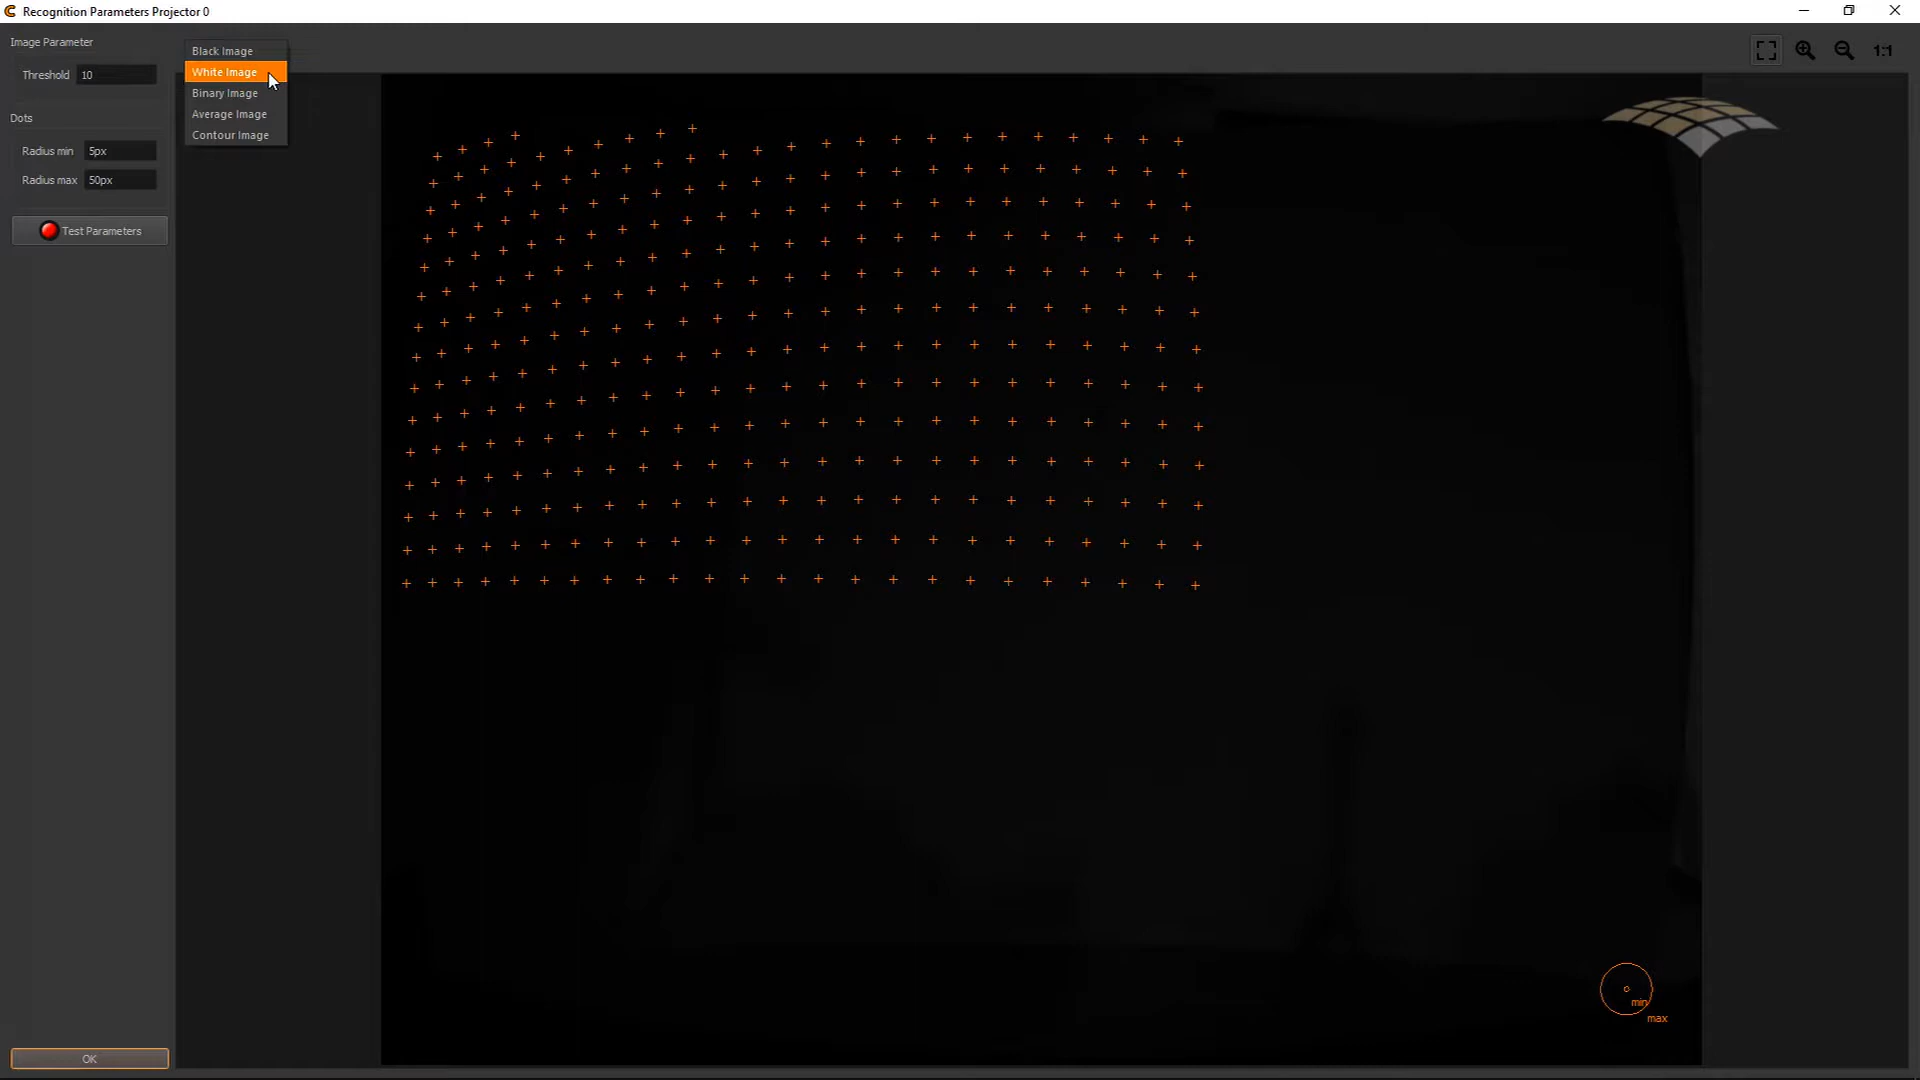 Recognition Parameters Projector 0
Image Parameter
Threshold 10
Dots
Radius min 5px
Radius max 50px
Test Parameters
Black Image
White Image
Binary Image
Average Image
Contour Image
1:1
min
max
OK